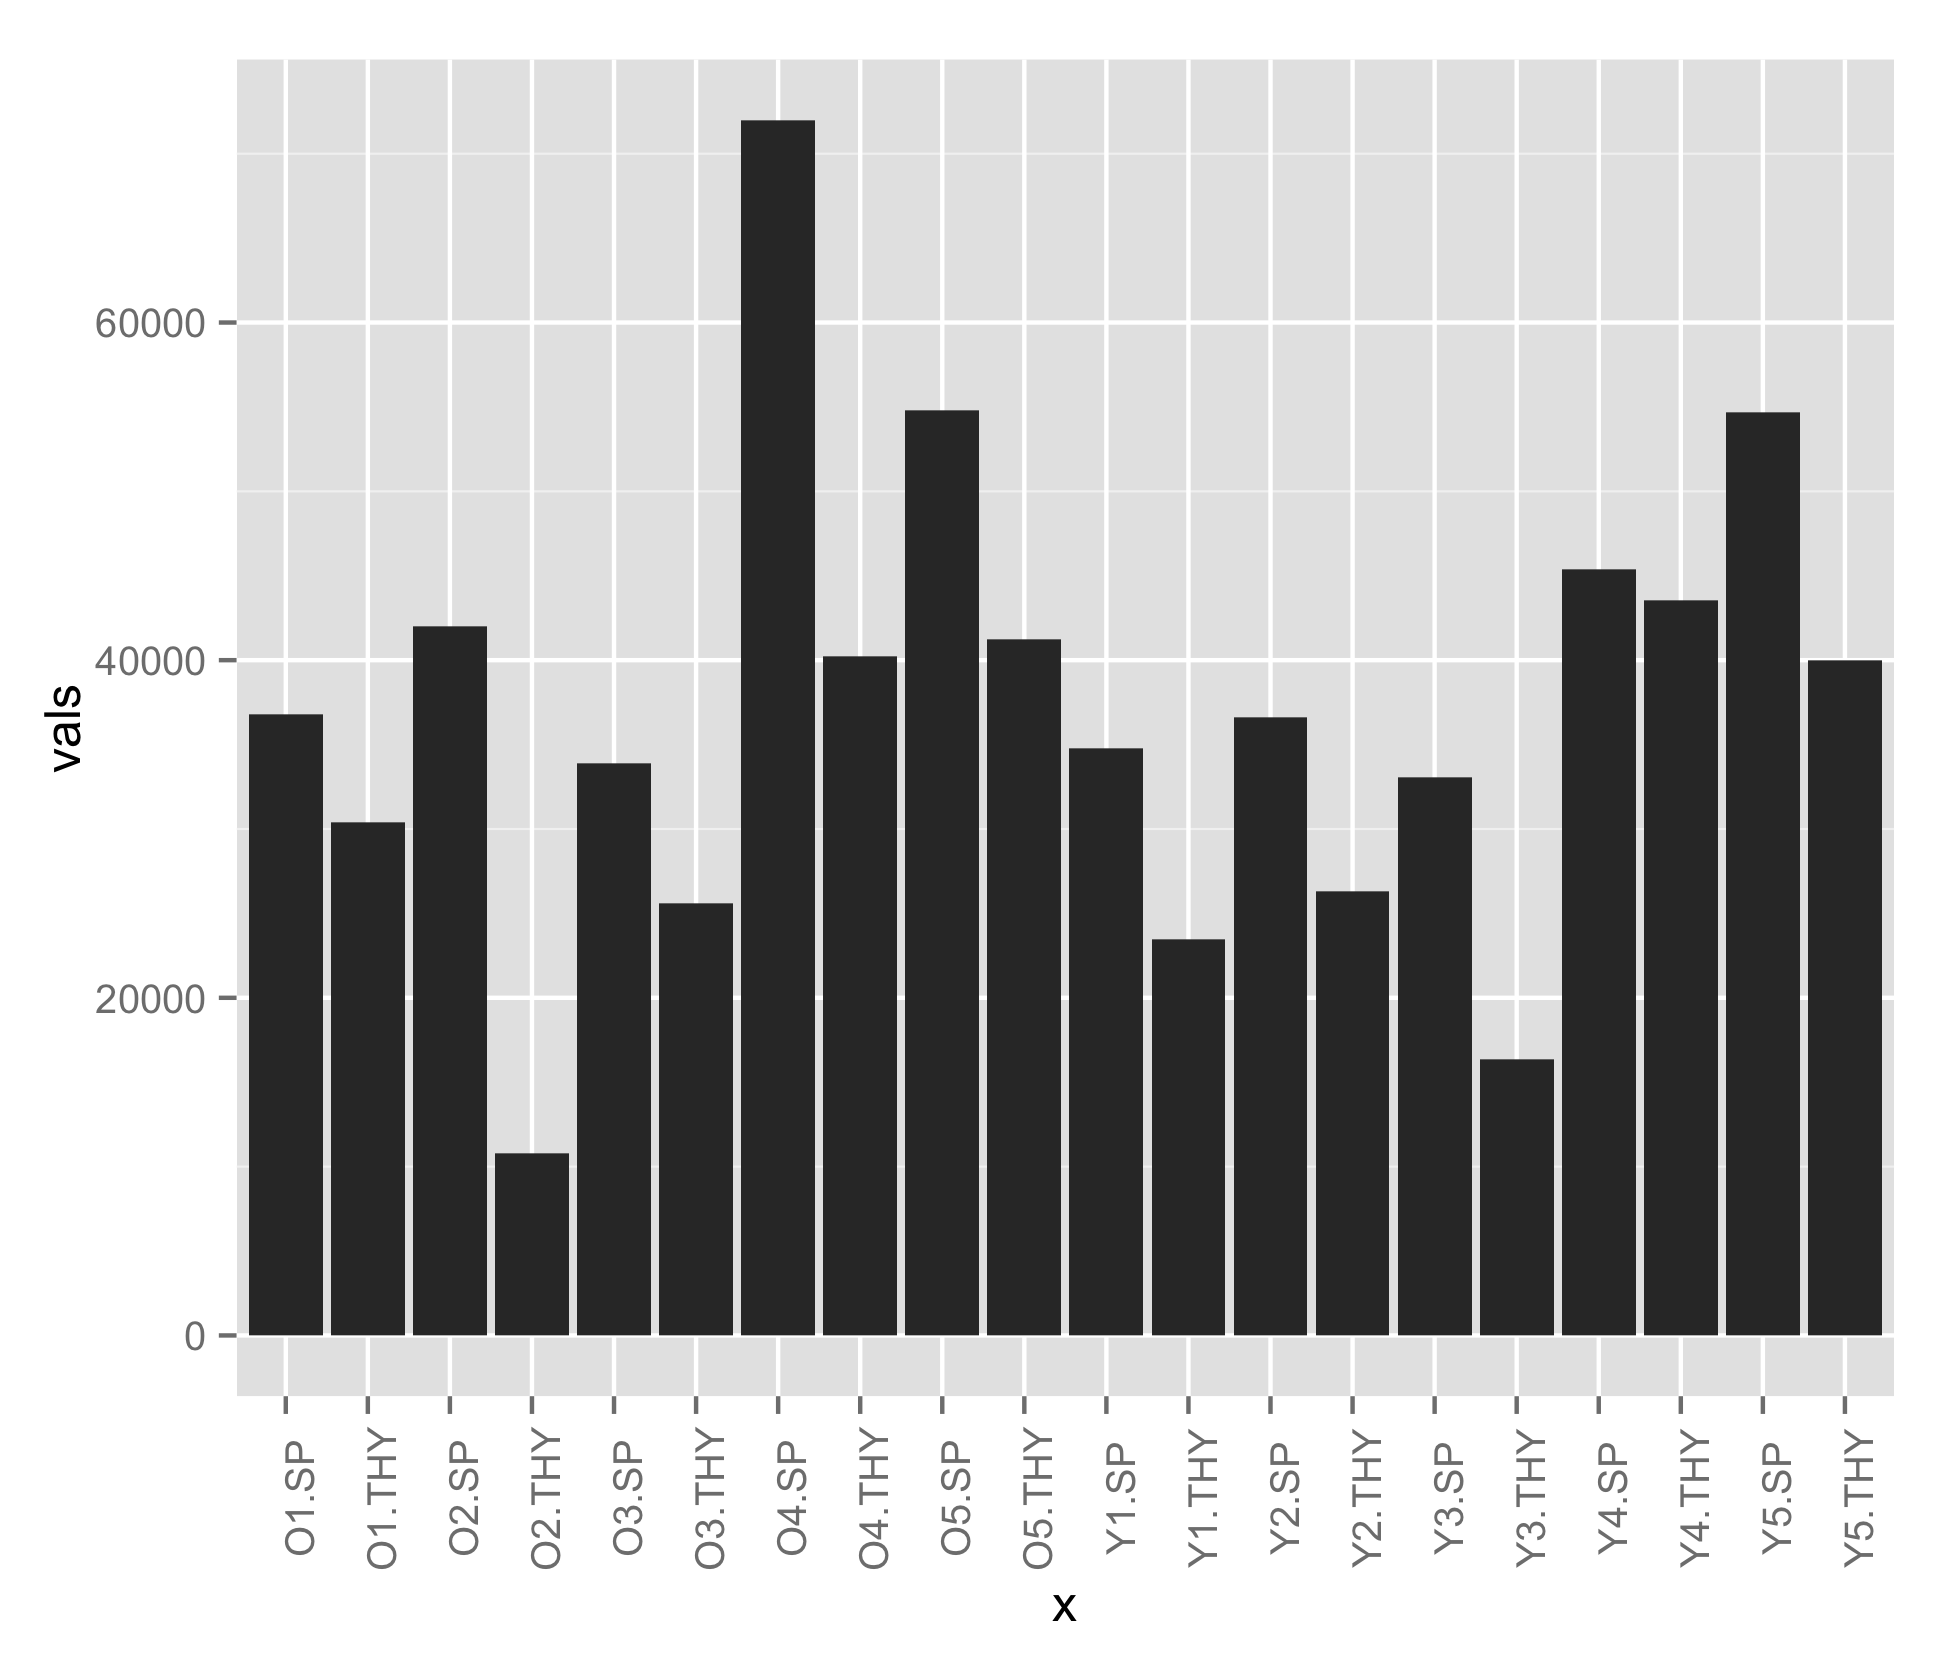 60000
40000
20000
0
vals
O1.SP
O1.THY
O2.SP
O2.THY
O3.SP
O3.THY
O4.SP
O4.THY
O5.SP
O5.THY
Y1.SP
Y1.THY
Y2.SP
Y2.THY
Y3.SP
Y3.THY
Y4.SP
Y4.THY
Y5.SP
Y5.THY
x